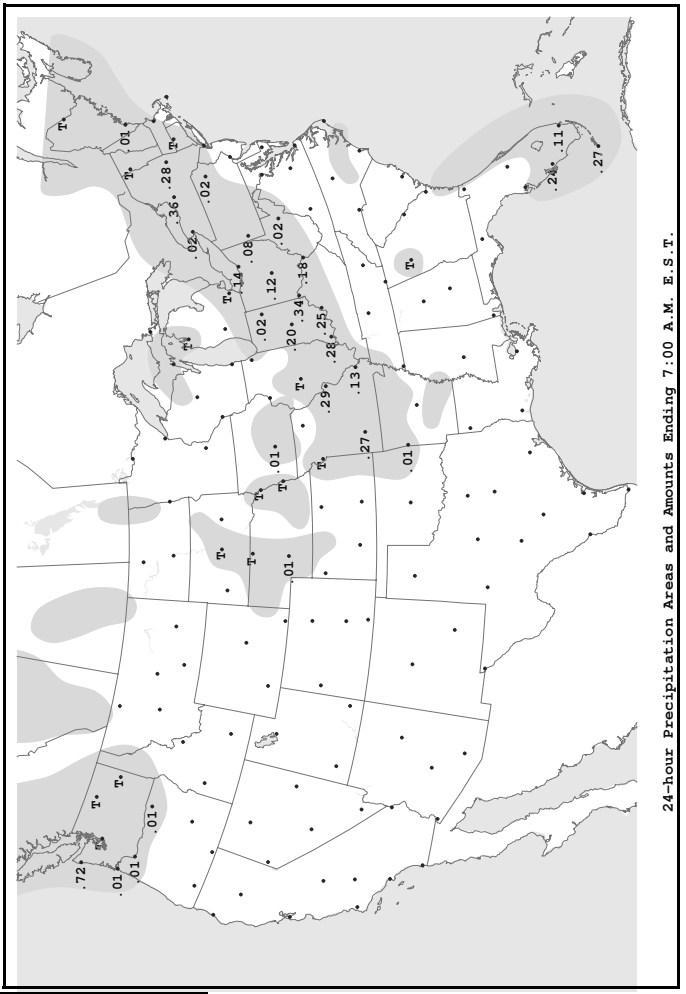 T
.72
T
.01
T
.01
T
.01
.01
.28
T
.36
T
.02
.02
T
T
.14
.08
T
T
.02
.12
.01
.02
T
.01
.20
.34
T
.18
.25
T
.29
.28
.13
.27
.01
T
.24
.11
.27
24-hour Precipitation Areas and Amounts Ending 7:00 A.M. E.S.T.